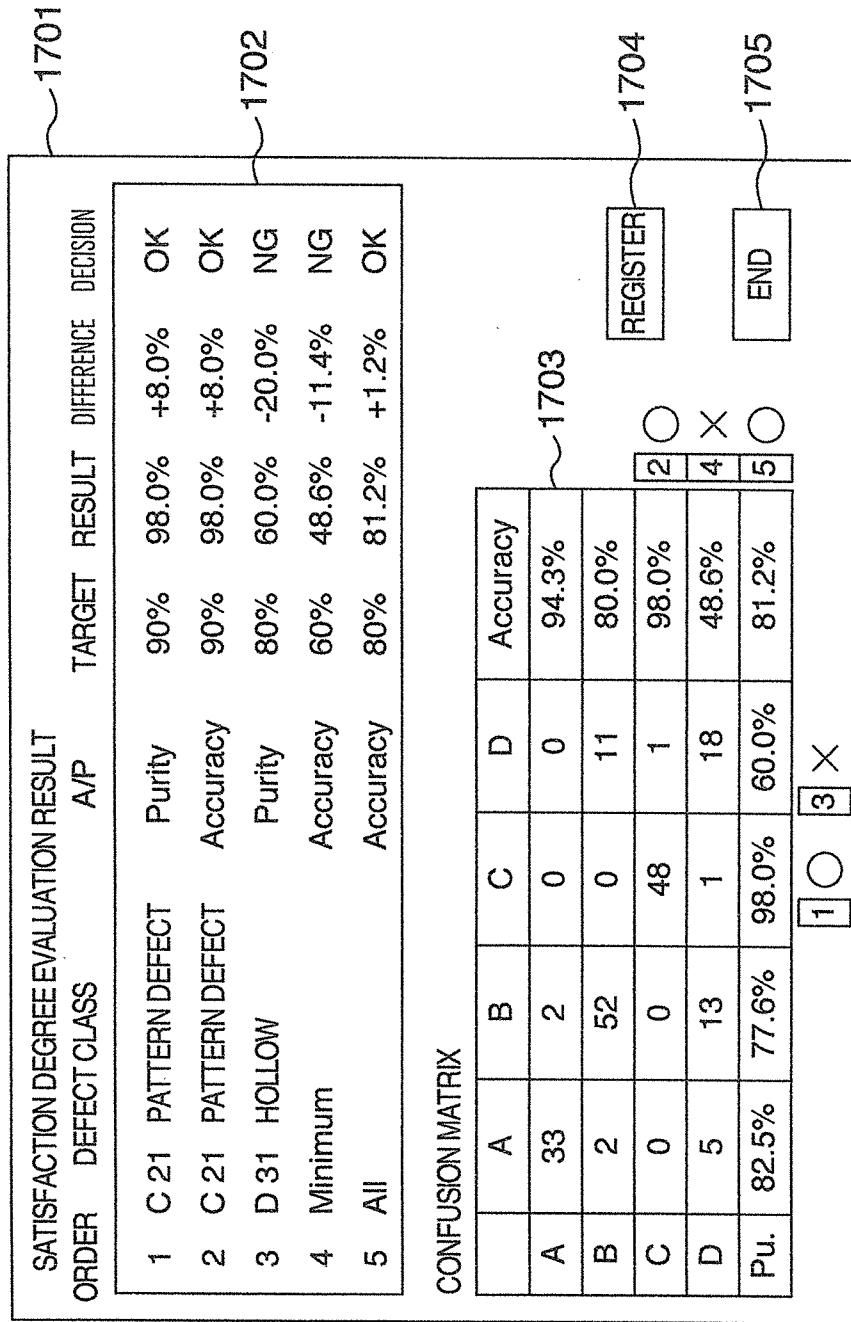 1701
SATISFACTION DEGREE EVALUATION RESULT
ORDER DEFECT CLASS A/P TARGET RESULT DIFFERENCE DECISION
1 C 21 PATTERN DEFECT Purity 90% 98.0% +8.0% OK
2 C 21 PATTERN DEFECT Accuracy 90% 98.0% +8.0% OK
3 D 31 HOLLOW Purity 80% 60.0% -20.0% NG
4 Minimum Accuracy 60% 48.6% -11.4% NG
5 All Accuracy 80% 81.2% +1.2% OK
1702
CONFUSION MATRIX
1703
A B C D Accuracy
A 33 2 0 0 94.3%
B 2 52 0 11 80.0%
C 0 0 48 1 98.0% 2 ○
D 5 13 1 18 48.6% 4 ×
Pu. 82.5% 77.6% 98.0% 60.0% 81.2% 5 ○
1 ○ 3 ×
REGISTER 1704
END 1705